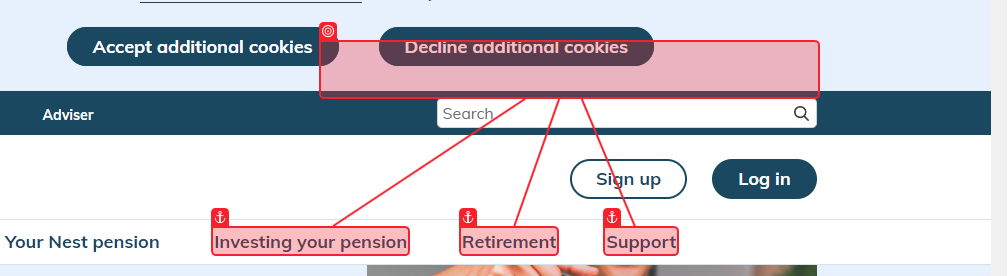 Accept additional cookies Decline additional cookies
Adviser Search
Sign up Log in
Your Nest pension Investing your pension Retirement Support